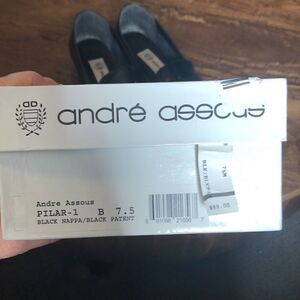 andré assous
Andre Assous
PILAR-1 B 7.5
BLACK NAPPA/BLACK PATENT
$99.00